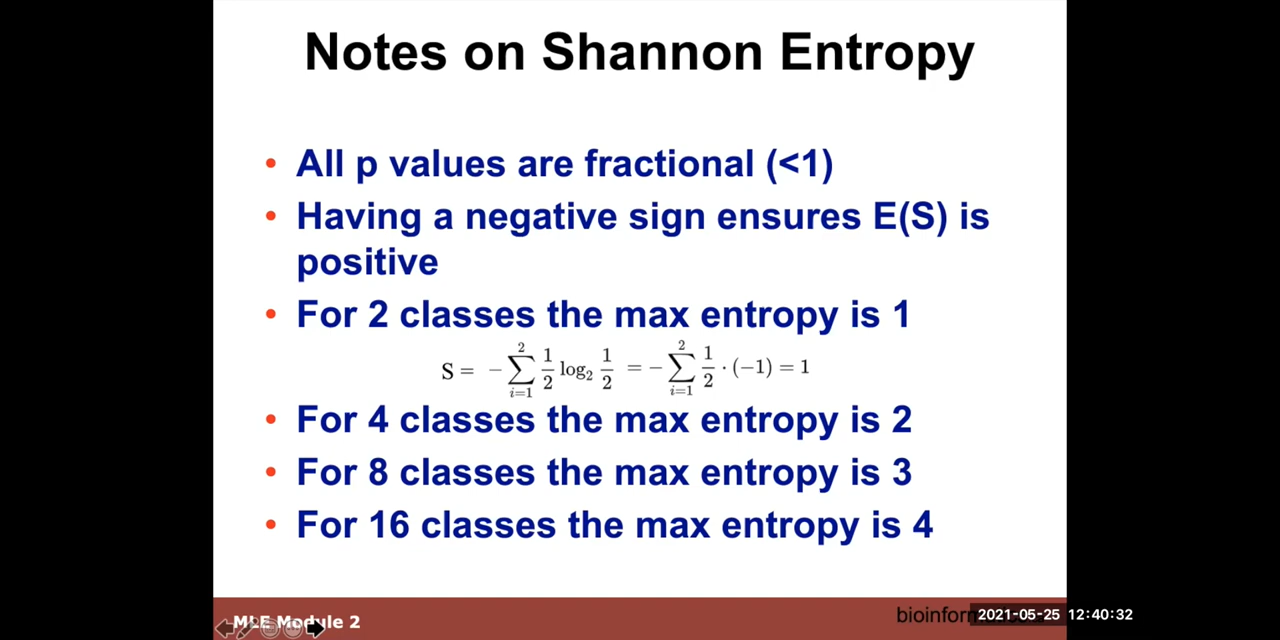 Notes on Shannon Entropy
• All p values are fractional (<1)
• Having a negative sign ensures E(S) is
positive
• For 2 classes the max entropy is 1
S = −∑_{i=1}^{2} 1/2 log₂ 1/2 = −∑_{i=1}^{2} 1/2 · (−1) = 1
• For 4 classes the max entropy is 2
• For 8 classes the max entropy is 3
• For 16 classes the max entropy is 4
MLE Module 2
2021-05-25 12:40:32